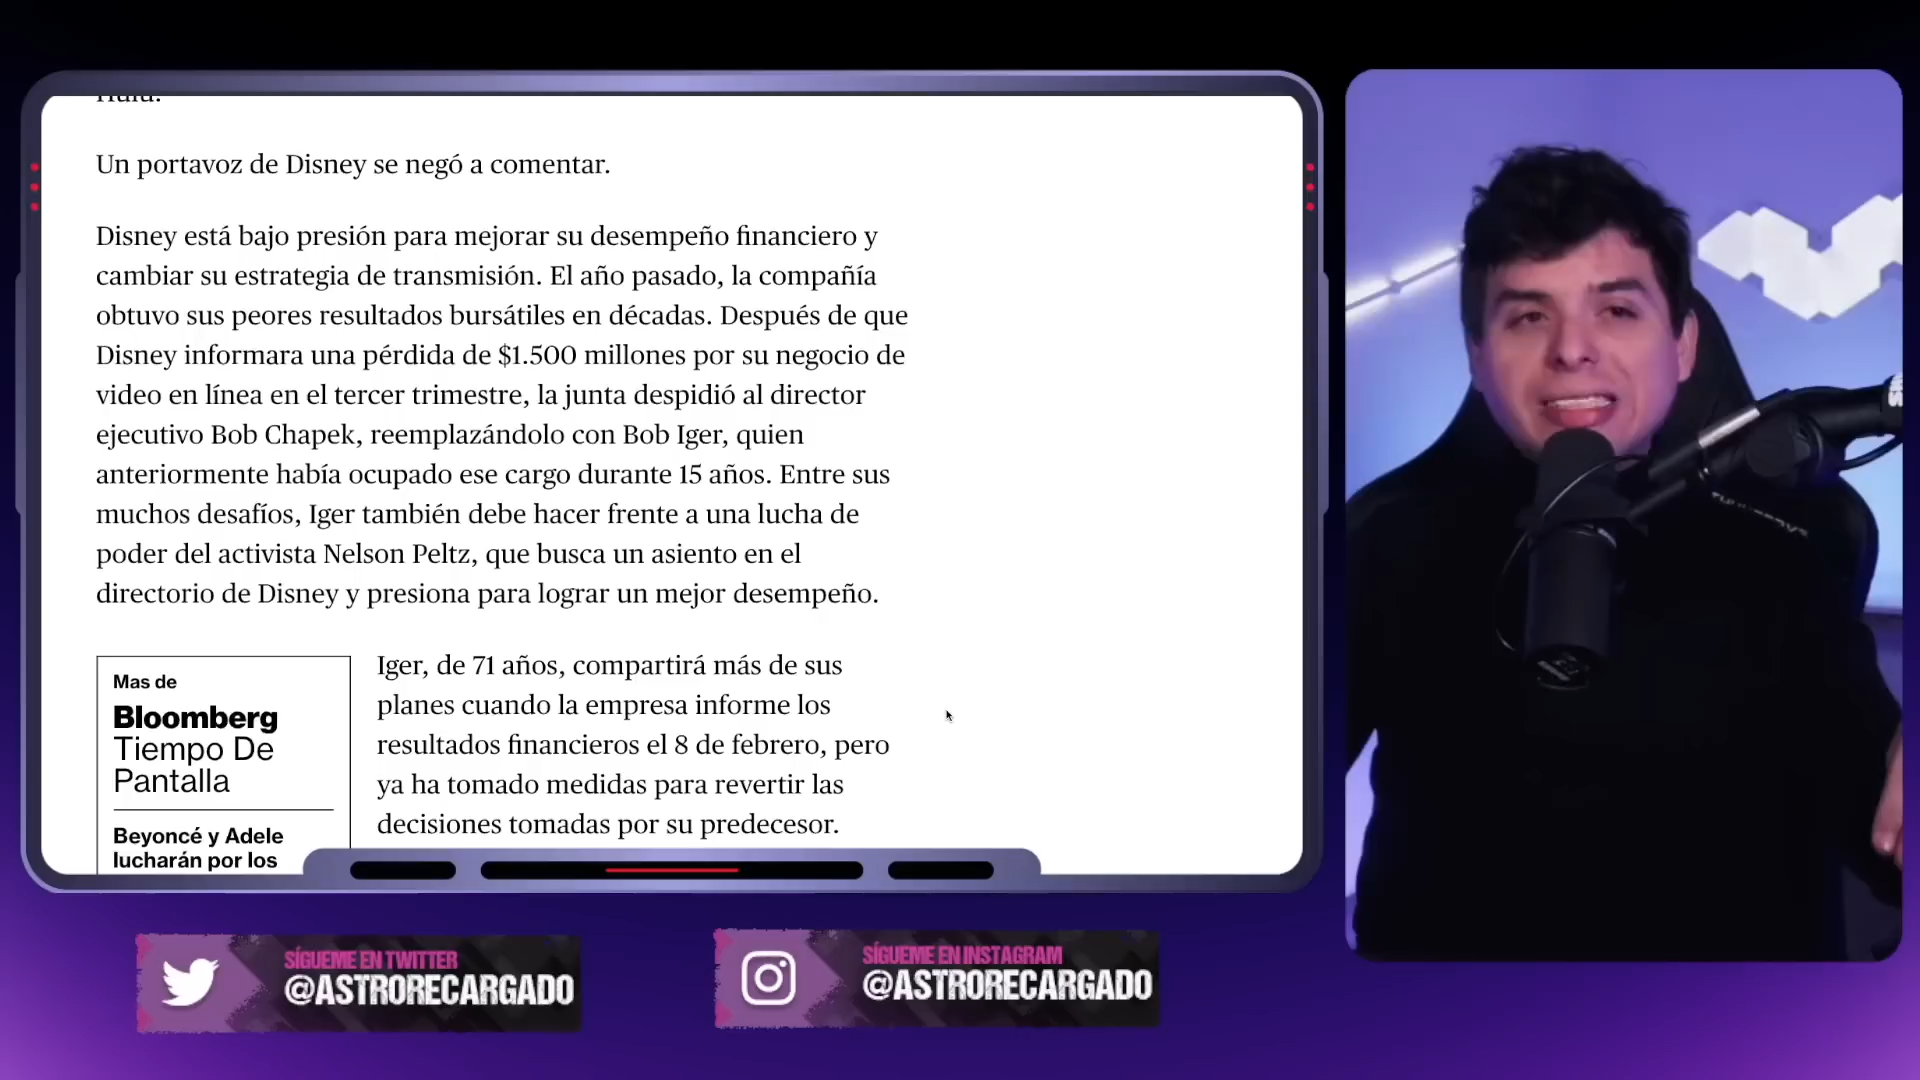 Hulu.
Un portavoz de Disney se negó a comentar.
Disney está bajo presión para mejorar su desempeño financiero y
cambiar su estrategia de transmisión. El año pasado, la compañía
obtuvo sus peores resultados bursátiles en décadas. Después de que
Disney informara una pérdida de $1.500 millones por su negocio de
video en línea en el tercer trimestre, la junta despidió al director
ejecutivo Bob Chapek, reemplazándolo con Bob Iger, quien
anteriormente había ocupado ese cargo durante 15 años. Entre sus
muchos desafíos, Iger también debe hacer frente a una lucha de
poder del activista Nelson Peltz, que busca un asiento en el
directorio de Disney y presiona para lograr un mejor desempeño.
Mas de
Bloomberg
Tiempo De
Pantalla
Beyoncé y Adele
lucharán por los
Iger, de 71 años, compartirá más de sus
planes cuando la empresa informe los
resultados financieros el 8 de febrero, pero
ya ha tomado medidas para revertir las
decisiones tomadas por su predecesor.
SÍGUEME EN TWITTER
@ASTRORECARGADO
SÍGUEME EN INSTAGRAM
@ASTRORECARGADO